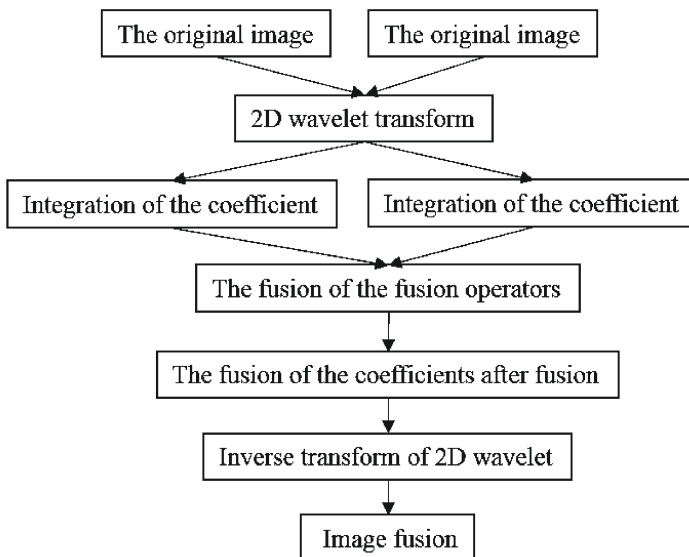 The original image
The original image
2D wavelet transform
Integration of the coefficient
Integration of the coefficient
The fusion of the fusion operators
The fusion of the coefficients after fusion
Inverse transform of 2D wavelet
Image fusion